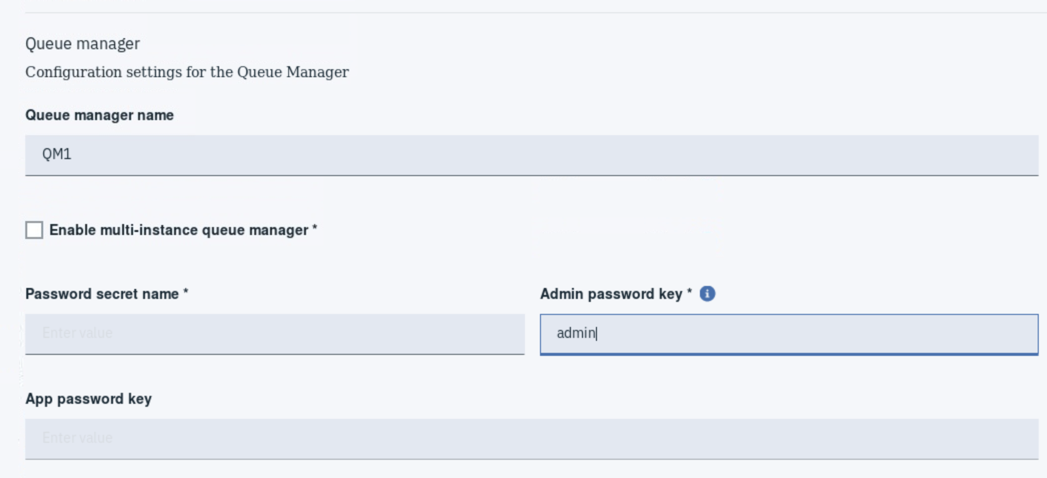 Queue manager
Configuration settings for the Queue Manager
Queue manager name
QM1
Enable multi-instance queue manager *
Password secret name *
Admin password key *
Enter value
admin
App password key
Enter value